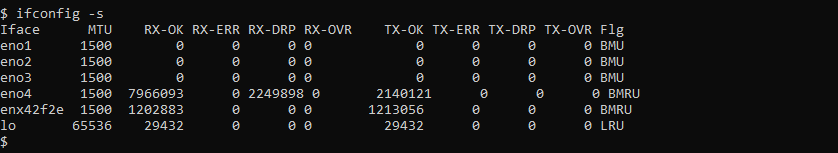 $ ifconfig -s
Iface      MTU    RX-OK RX-ERR RX-DRP RX-OVR    TX-OK TX-ERR TX-DRP TX-OVR Flg
eno1      1500        0      0      0 0             0      0      0      0 BMU
eno2      1500        0      0      0 0             0      0      0      0 BMU
eno3      1500        0      0      0 0             0      0      0      0 BMU
eno4      1500  7966093      0 2249898 0       2140121      0      0      0 BMRU
enx42f2e  1500  1202883      0      0 0       1213056      0      0      0 BMRU
lo       65536    29432      0      0 0         29432      0      0      0 LRU
$